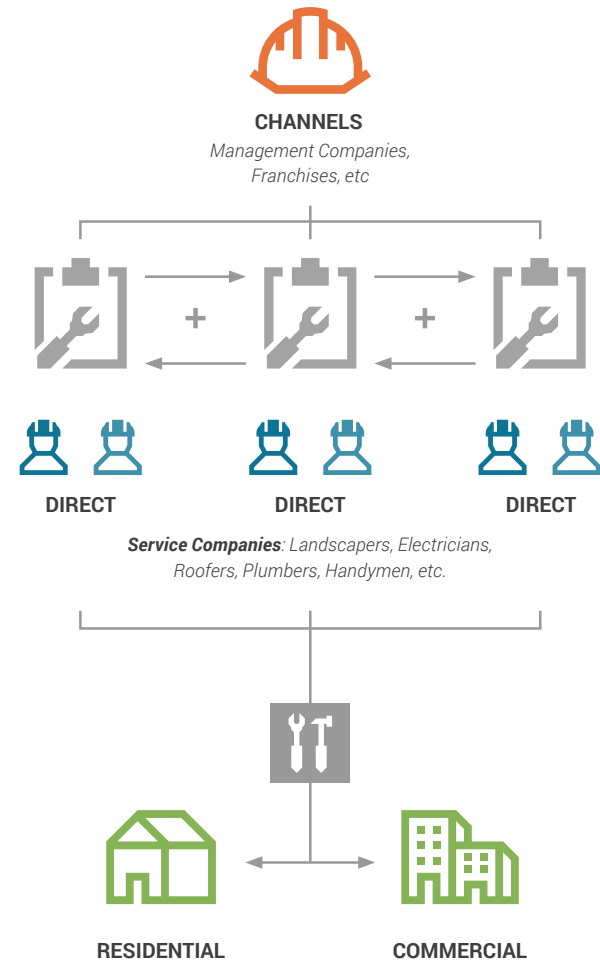 CHANNELS
Management Companies,
Franchises, etc
+ +
DIRECT DIRECT DIRECT
Service Companies: Landscapers, Electricians,
Roofers, Plumbers, Handymen, etc.
RESIDENTIAL COMMERCIAL